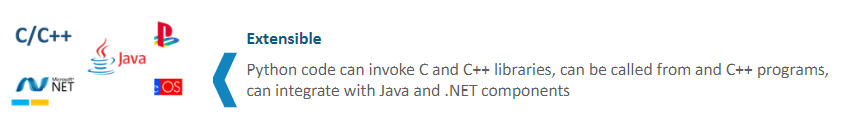 C/C++
Java
Microsoft
NET
e OS
Extensible
Python code can invoke C and C++ libraries, can be called from and C++ programs,
can integrate with Java and .NET components